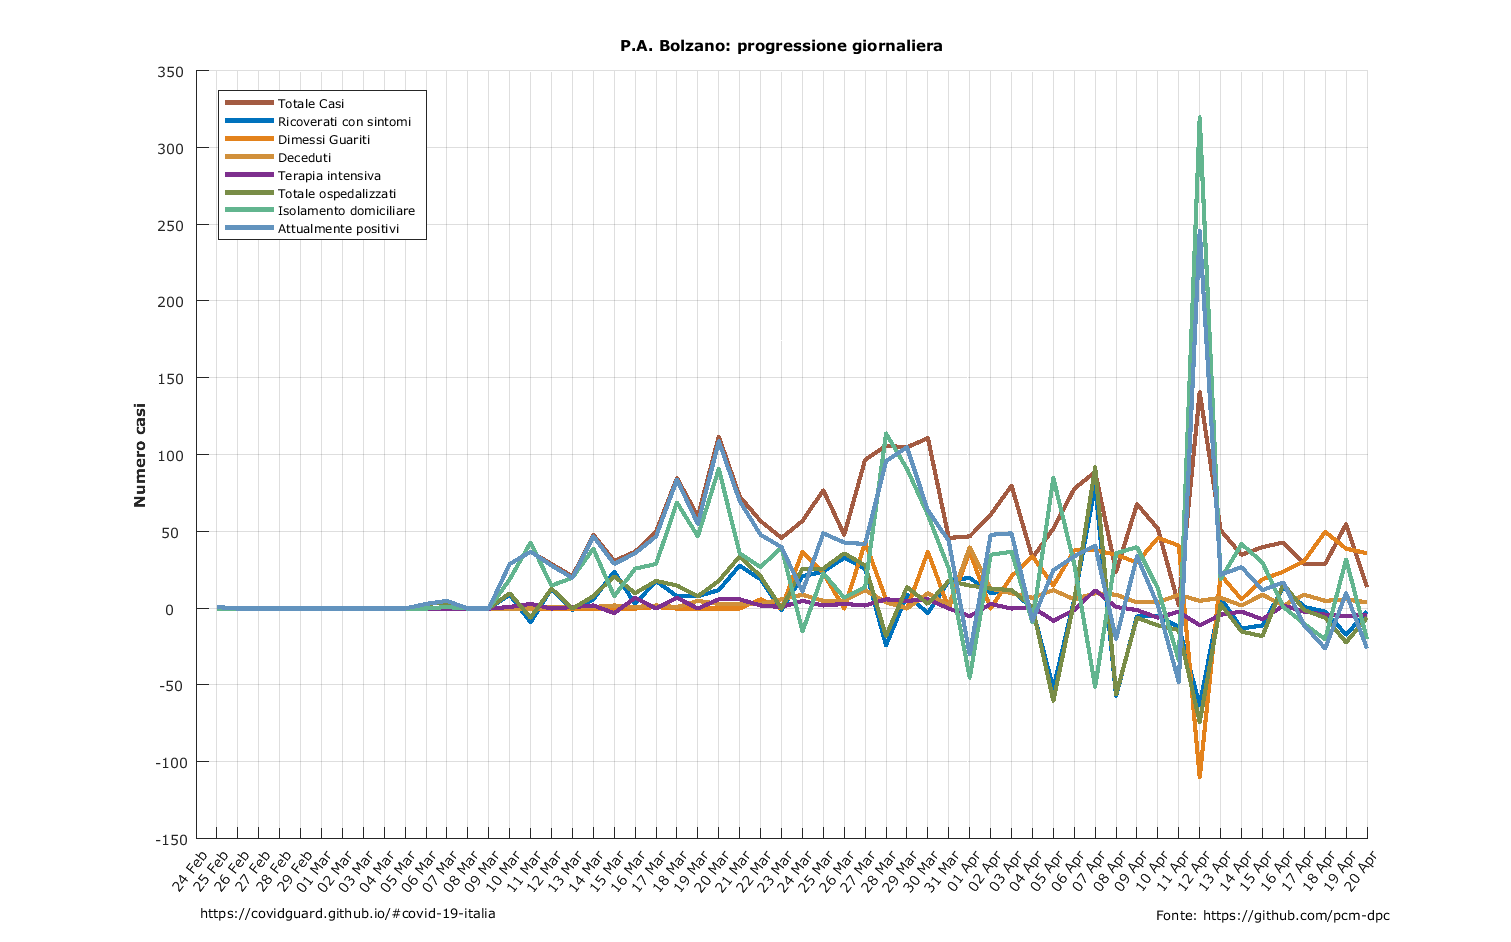 P.A. Bolzano: progressione giornaliera
350
300
250
200
150
100
50
0
-50
-100
-150
Numero casi
Totale Casi
Ricoverati con sintomi
Dimessi Guariti
Deceduti
Terapia intensiva
Totale ospedalizzati
Isolamento domiciliare
Attualmente positivi
24 Feb
25 Feb
26 Feb
27 Feb
28 Feb
29 Feb
01 Mar
02 Mar
03 Mar
04 Mar
05 Mar
06 Mar
07 Mar
08 Mar
09 Mar
10 Mar
11 Mar
12 Mar
13 Mar
14 Mar
15 Mar
16 Mar
17 Mar
18 Mar
19 Mar
20 Mar
21 Mar
22 Mar
23 Mar
24 Mar
25 Mar
26 Mar
27 Mar
28 Mar
29 Mar
30 Mar
31 Mar
01 Apr
02 Apr
03 Apr
04 Apr
05 Apr
06 Apr
07 Apr
08 Apr
09 Apr
10 Apr
11 Apr
12 Apr
13 Apr
14 Apr
15 Apr
16 Apr
17 Apr
18 Apr
19 Apr
20 Apr
https://covidguard.github.io/#covid-19-italia
Fonte: https://github.com/pcm-dpc